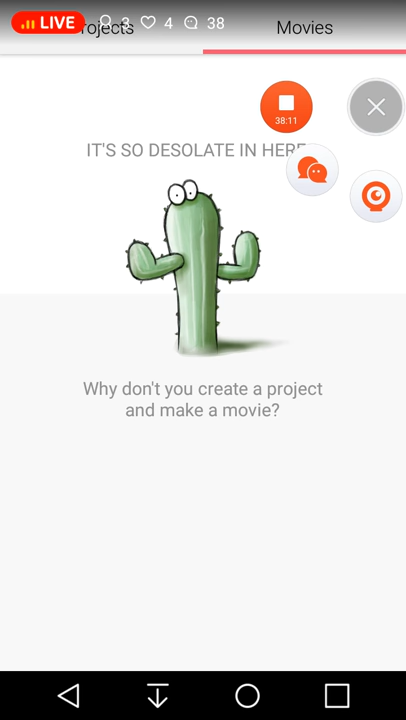 LIVE 3 4 38
rojects Movies
38:11
IT'S SO DESOLATE IN HERE
Why don't you create a project
and make a movie?